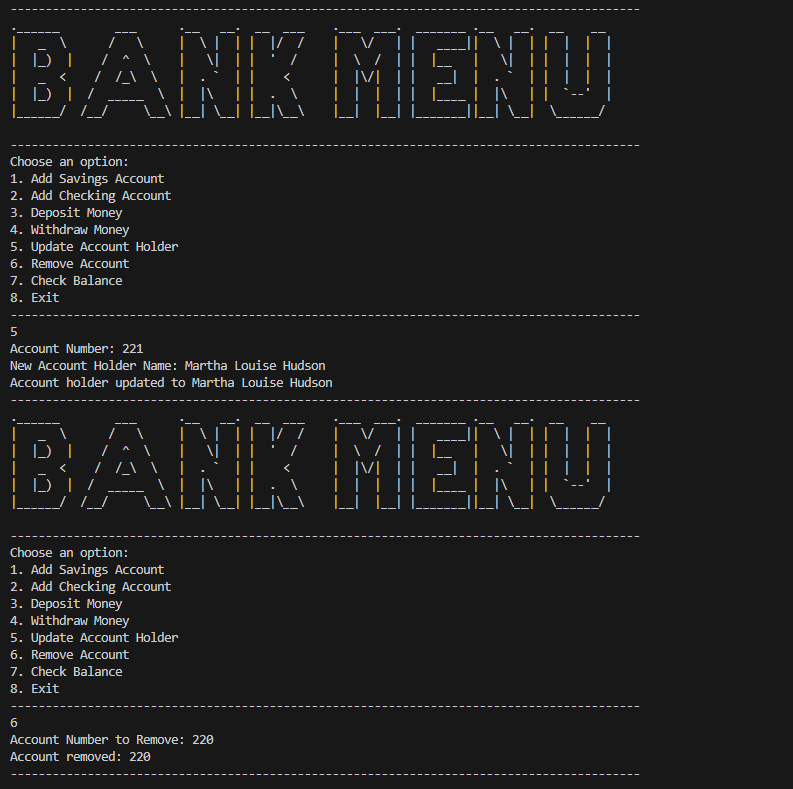 --------------------------------------------------------------------------------
BANK MENU
--------------------------------------------------------------------------------
Choose an option:
1. Add Savings Account
2. Add Checking Account
3. Deposit Money
4. Withdraw Money
5. Update Account Holder
6. Remove Account
7. Check Balance
8. Exit
--------------------------------------------------------------------------------
5
Account Number: 221
New Account Holder Name: Martha Louise Hudson
Account holder updated to Martha Louise Hudson
--------------------------------------------------------------------------------
BANK MENU
--------------------------------------------------------------------------------
Choose an option:
1. Add Savings Account
2. Add Checking Account
3. Deposit Money
4. Withdraw Money
5. Update Account Holder
6. Remove Account
7. Check Balance
8. Exit
--------------------------------------------------------------------------------
6
Account Number to Remove: 220
Account removed: 220
--------------------------------------------------------------------------------